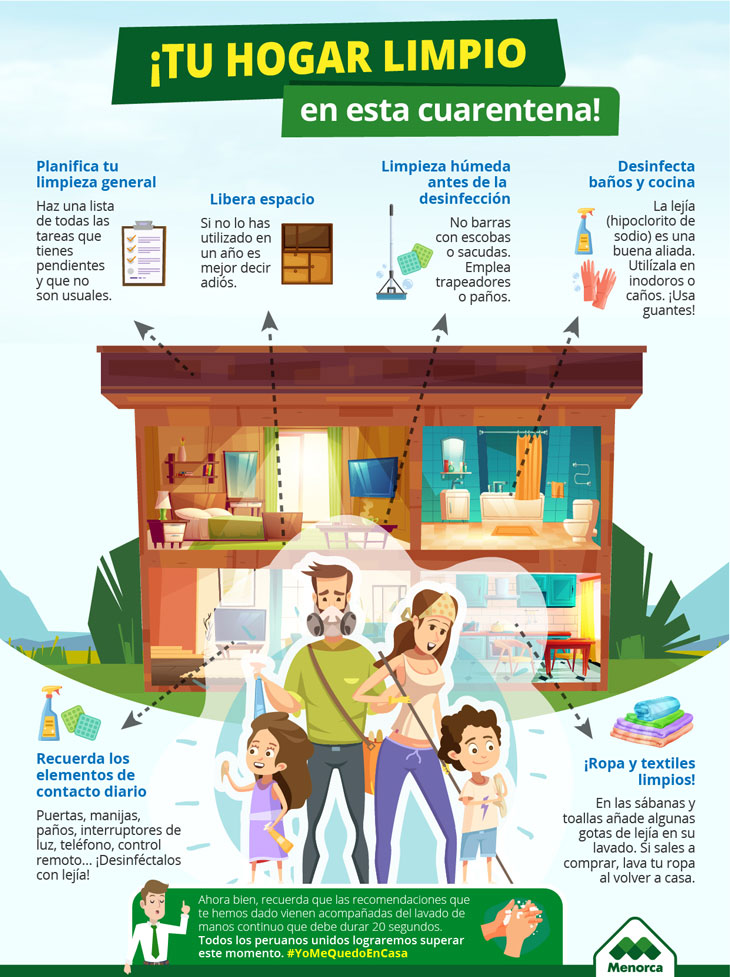 ¡TU HOGAR LIMPIO
en esta cuarentena!
Planifica tu
limpieza general
Haz una lista
de todas las
tareas que
tienes
pendientes
y que no
son usuales.
Libera espacio
Si no lo has
utilizado en
un año es
mejor decir
adiós.
Limpieza húmeda
antes de la
desinfección
No barras
con escobas
o sacudas.
Emplea
trapeadores
o paños.
Desinfecta
baños y cocina
La lejía
(hipoclorito de
sodio) es una
buena aliada.
Utilízala en
inodoros o
caños. ¡Usa
guantes!
Recuerda los
elementos de
contacto diario
Puertas, manijas,
paños, interruptores de
luz, teléfono, control
remoto... ¡Desinféctalos
con lejía!
¡Ropa y textiles
limpios!
En las sábanas y
toallas añade algunas
gotas de lejía en su
lavado. Si sales a
comprar, lava tu ropa
al volver a casa.
Ahora bien, recuerda que las recomendaciones que
te hemos dado vienen acompañadas del lavado de
manos continuo que debe durar 20 segundos.
Todos los peruanos unidos lograremos superar
este momento. #YoMeQuedoEnCasa
Menorca